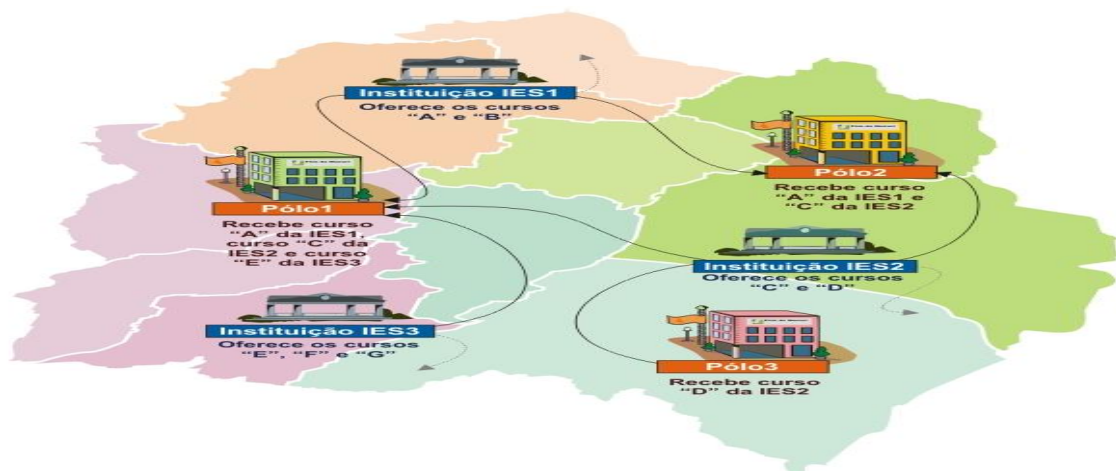 Instituição IES1
Oferece os cursos
“A” e “B”
Pólo2
Recebe curso
“A” da IES1 e
“C” da IES2
Pólo1
Recebe curso
“A” da IES1,
curso “C” da
IES2 e curso
“E” da IES3
Instituição IES2
Oferece os cursos
“C” e “D”
Instituição IES3
Oferece os cursos
“E”, “F” e “G”
Pólo3
Recebe curso
“D” da IES2